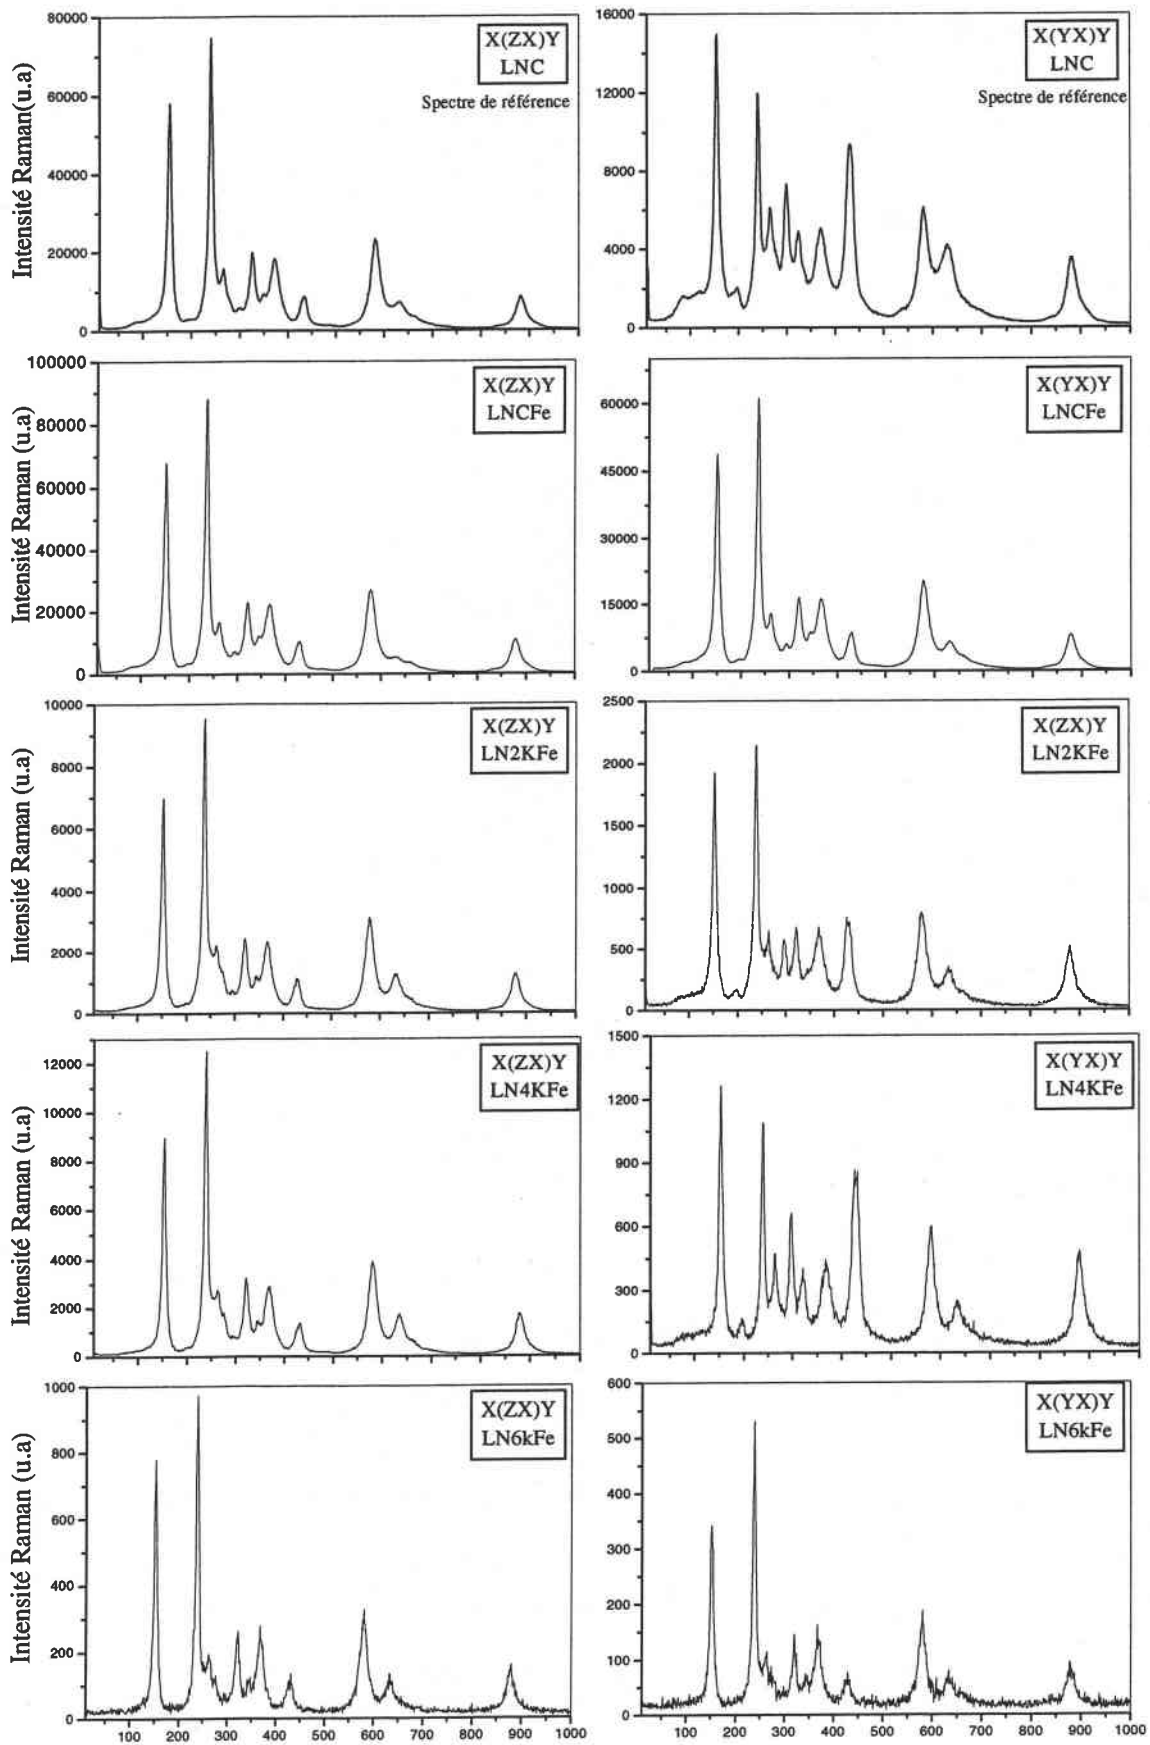 X(ZX)Y
LNC
Spectre de référence
Intensité Raman(u.a)
80000
60000
40000
20000
0
X(YX)Y
LNC
Spectre de référence
16000
12000
8000
4000
0
X(ZX)Y
LNCFe
Intensité Raman (u.a)
100000
80000
60000
40000
20000
0
X(YX)Y
LNCFe
60000
45000
30000
15000
0
X(ZX)Y
LN2KFe
Intensité Raman (u.a)
10000
8000
6000
4000
2000
0
X(ZX)Y
LN2KFe
2500
2000
1500
1000
500
0
X(ZX)Y
LN4KFe
Intensité Raman (u.a)
12000
10000
8000
6000
4000
2000
0
X(YX)Y
LN4KFe
1500
1200
900
600
300
0
X(ZX)Y
LN6kFe
Intensité Raman (u.a)
1000
800
600
400
200
0
100 200 300 400 500 600 700 800 900 1000
X(YX)Y
LN6kFe
600
500
400
300
200
100
0
100 200 300 400 500 600 700 800 900 1000